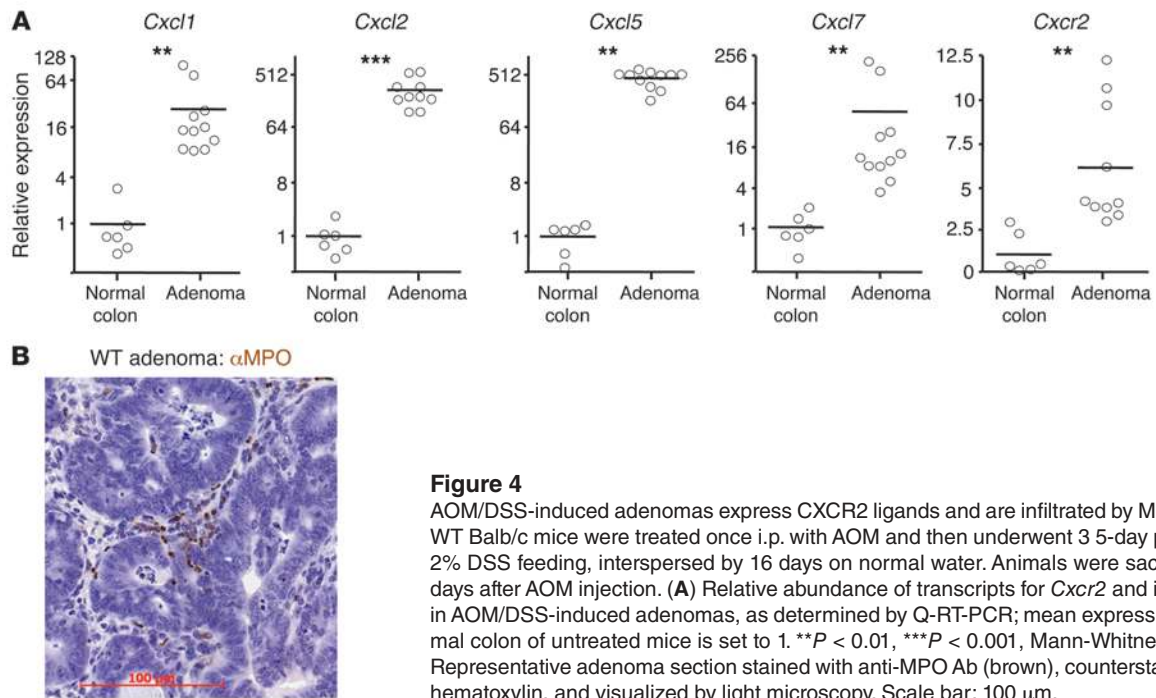 A
Cxcl1 Cxcl2 Cxcl5 Cxcl7 Cxcr2
Relative expression
128
64
16
4
1
**
Normal colon
Adenoma
512
64
8
1
***
Normal colon
Adenoma
512
64
8
1
**
Normal colon
Adenoma
256
64
16
4
1
**
Normal colon
Adenoma
12.5
10
7.5
5
2.5
0
**
Normal colon
Adenoma
B WT adenoma: αMPO
100 μm
Figure 4
AOM/DSS-induced adenomas express CXCR2 ligands and are infiltrated by M
WT Balb/c mice were treated once i.p. with AOM and then underwent 3 5-day p
2% DSS feeding, interspersed by 16 days on normal water. Animals were sac
days after AOM injection. (A) Relative abundance of transcripts for Cxcr2 and i
in AOM/DSS-induced adenomas, as determined by Q-RT-PCR; mean express
mal colon of untreated mice is set to 1. **P < 0.01, ***P < 0.001, Mann-Whitne
Representative adenoma section stained with anti-MPO Ab (brown), countersta
hematoxylin, and visualized by light microscopy. Scale bar: 100 μm.